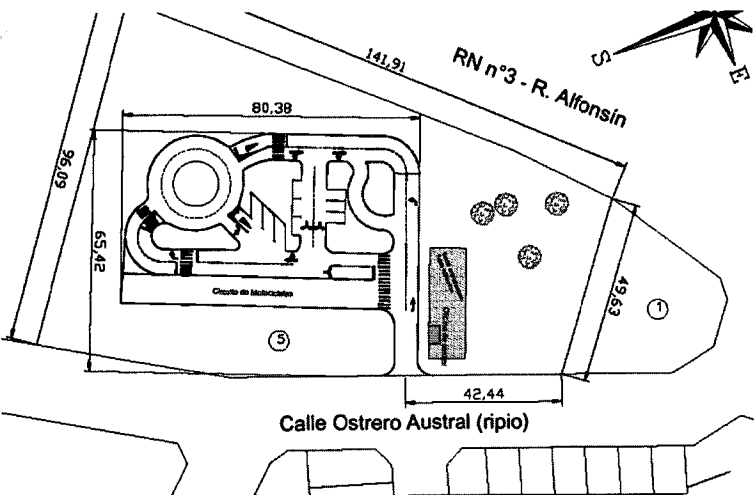 141,91
RN n°3 - R. Alfonsín
S
E
80,38
96,09
65,42
49,63
1
Circuito de Motocicletas
5
42,44
Calle Ostrero Austral (ripio)